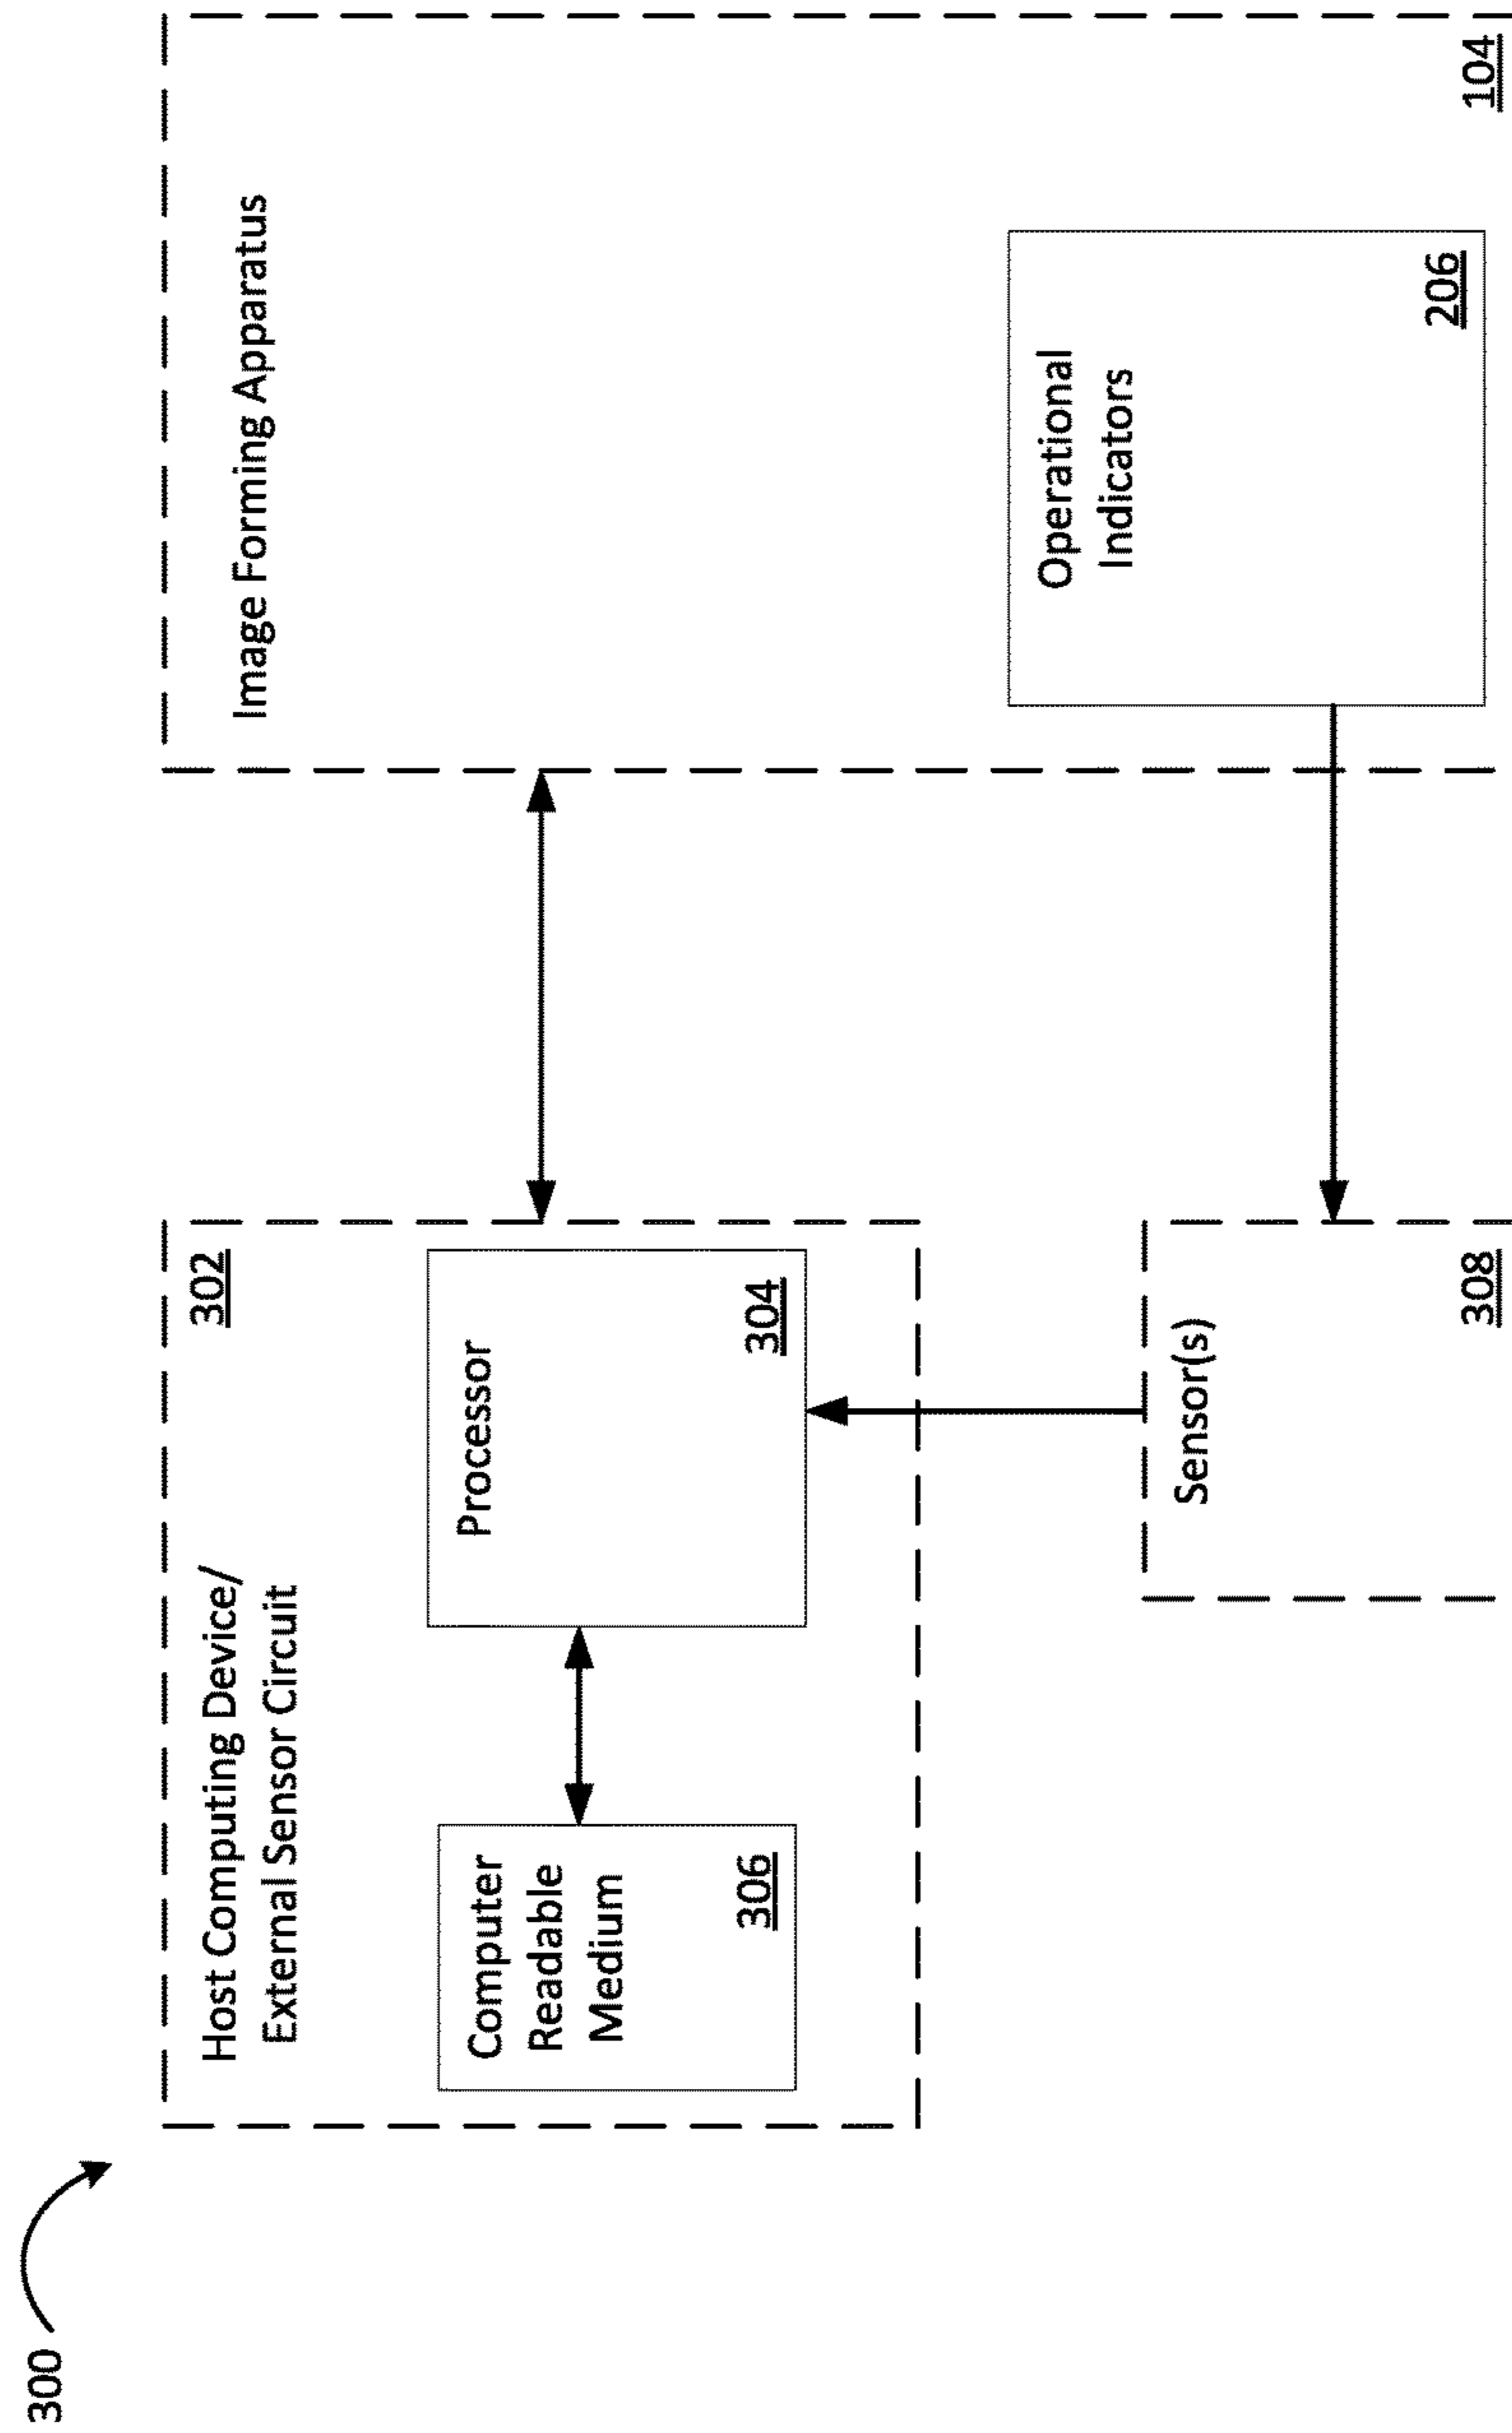 300
Host Computing Device/
External Sensor Circuit
302
Computer
Readable
Medium
306
Processor
304
Sensor(s)
308
Image Forming Apparatus
Operational
Indicators
206
104